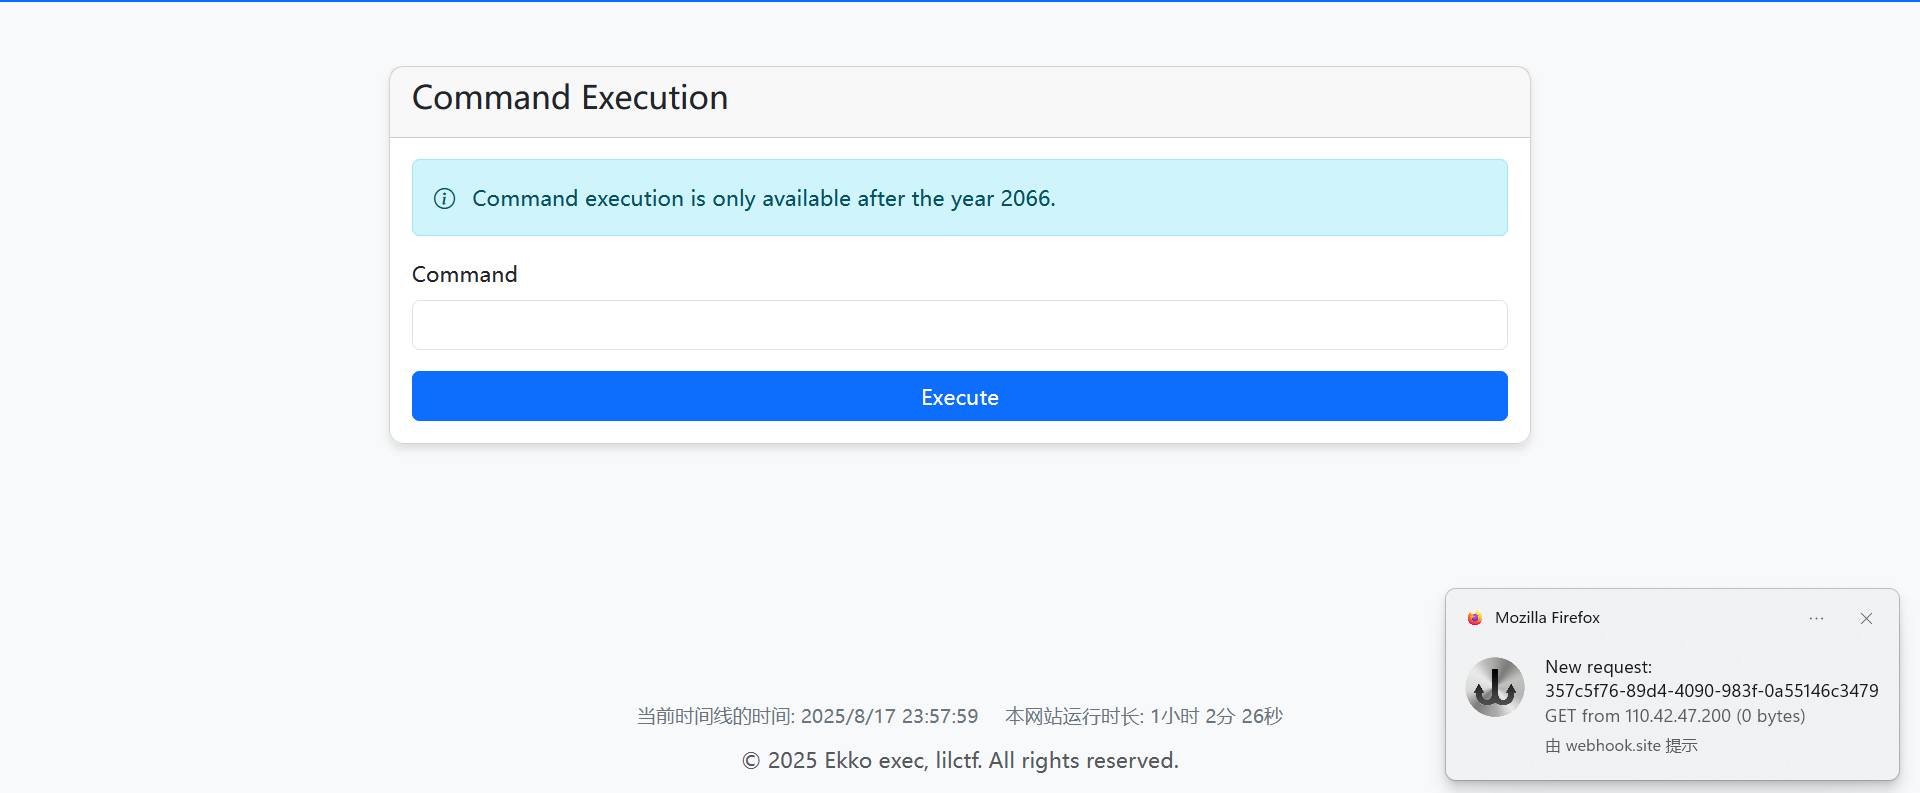 Command Execution
Command execution is only available after the year 2066.
Command
Execute
当前时间线的时间: 2025/8/17 23:57:59 本网站运行时长: 1小时 2分 26秒
© 2025 Ekko exec, lilctf. All rights reserved.
Mozilla Firefox
New request:
357c5f76-89d4-4090-983f-0a55146c3479
GET from 110.42.47.200 (0 bytes)
由 webhook.site 提示